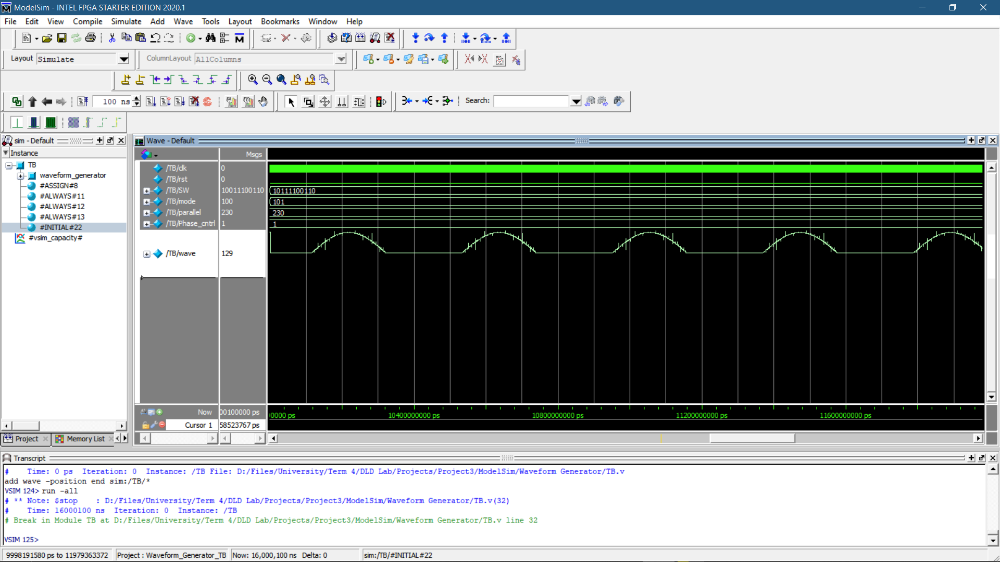 ModelSim - INTEL FPGA STARTER EDITION 2020.1
File Edit View Compile Simulate Add Wave Tools Layout Bookmarks Window Help
Layout Simulate ColumnLayout AllColumns
100 ns Search:
sim - Default
Wave - Default
Instance
Msgs
TB
waveform_generator
#ASSIGN#8
#ALWAYS#11
#ALWAYS#12
#ALWAYS#13
#INITIAL#22
#vsim_capacity#
/TB/clk 0
/TB/rst 0
/TB/SW 10011100110 10111100110
/TB/mode 100 101
/TB/parallel 230 230
/TB/Phase_cntrl 1 1
/TB/wave 129
Now 00100000 ps
Cursor 1 58523767 ps
0000 ps 10400000000 ps 10800000000 ps 11200000000 ps 11600000000 ps
Project Memory List
Transcript
# Time: 0 ps Iteration: 0 Instance: /TB File: D:/Files/University/Term 4/DLD Lab/Projects/Project3/ModelSim/Waveform Generator/TB.v
add wave -position end sim:/TB/*
VSIM 124> run -all
# ** Note: $stop : D:/Files/University/Term 4/DLD Lab/Projects/Project3/ModelSim/Waveform Generator/TB.v(32)
# Time: 16000100 ns Iteration: 0 Instance: /TB
# Break in Module TB at D:/Files/University/Term 4/DLD Lab/Projects/Project3/ModelSim/Waveform Generator/TB.v line 32
VSIM 125>
9998191580 ps to 11979363372 Project : Waveform_Generator_TB Now: 16,000,100 ns Delta: 0 sim:/TB/#INITIAL#22